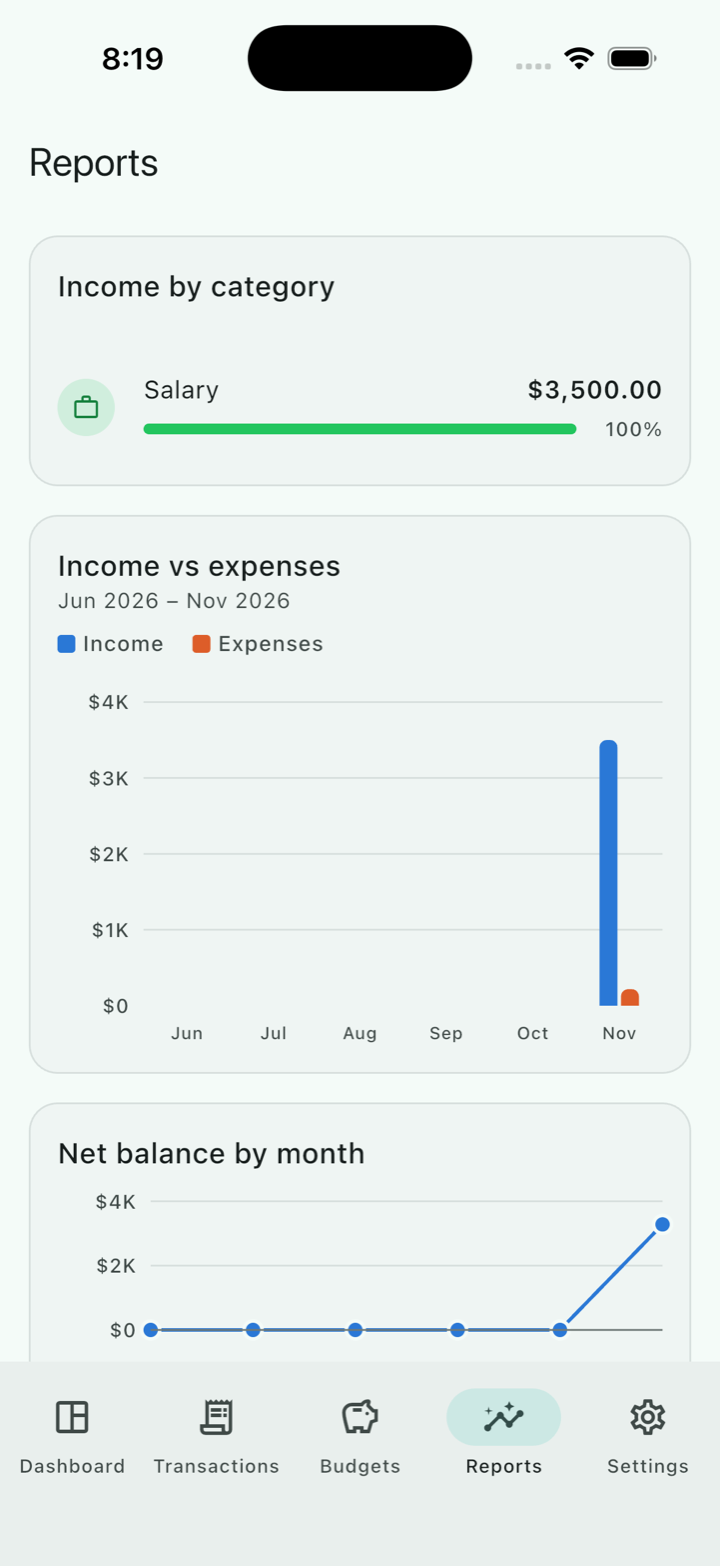 8:19
Reports
Income by category
Salary $3,500.00
100%
Income vs expenses
Jun 2026 – Nov 2026
Income Expenses
$4K
$3K
$2K
$1K
$0
Jun Jul Aug Sep Oct Nov
Net balance by month
$4K
$2K
$0
Dashboard Transactions Budgets Reports Settings